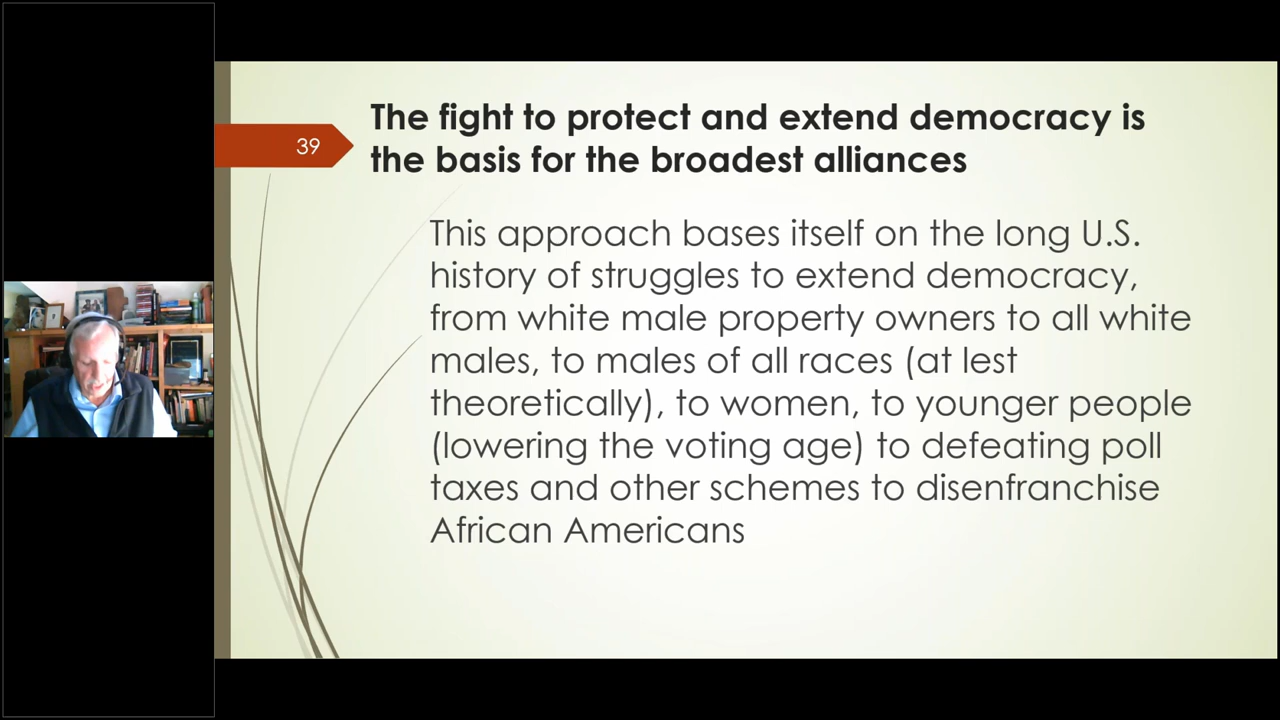 39
The fight to protect and extend democracy is
the basis for the broadest alliances
This approach bases itself on the long U.S.
history of struggles to extend democracy,
from white male property owners to all white
males, to males of all races (at lest
theoretically), to women, to younger people
(lowering the voting age) to defeating poll
taxes and other schemes to disenfranchise
African Americans